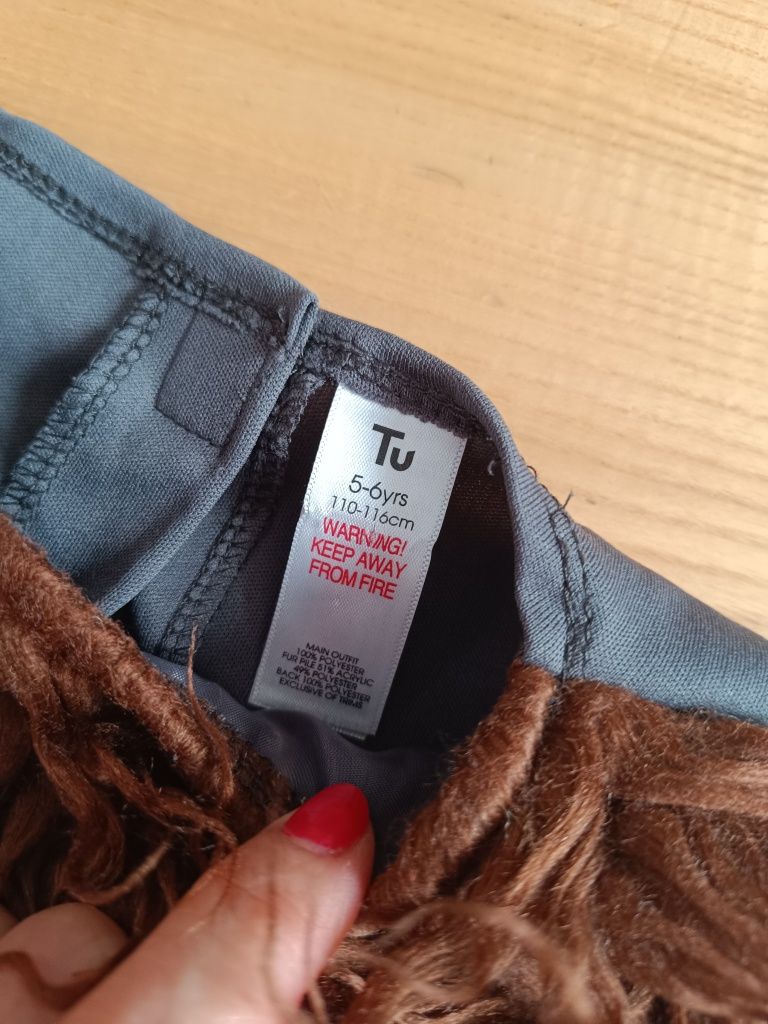 Tu
5-6yrs
110-116cm
WARNING!
KEEP AWAY
FROM FIRE
MAIN OUTFIT
100% POLYESTER
FUR PILE 51% ACRYLIC
49% POLYESTER
BACK 100% POLYESTER
EXCLUSIVE OF TRIMS